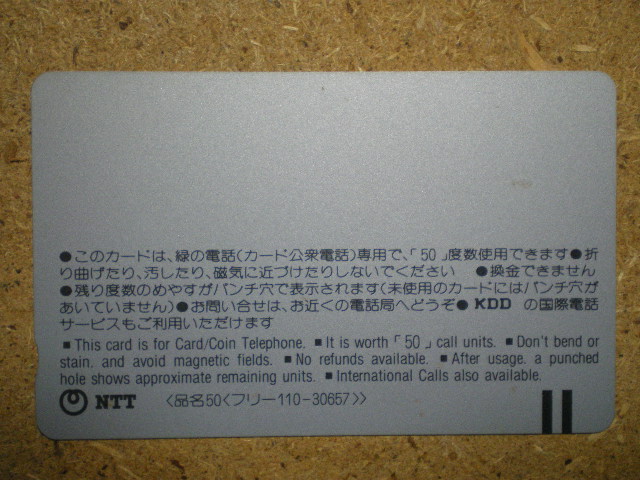 ●このカードは、緑の電話(カード公衆電話)専用で、「50」度数使用できます●折
り曲げたり、汚したり、磁気に近づけたりしないでください ●換金できません
●残り度数のめやすがパンチ穴で表示されます(未使用のカードにはパンチ穴が
あいていません)●お問い合せは、お近くの電話局へどうぞ● KDD の国際電話
サービスもご利用いただけます
■ This card is for Card/Coin Telephone. ■ It is worth「50」call units. ■ Don't bend or
stain. and avoid magnetic fields. ■ No refunds available. ■ After usage. a punched
hole shows approximate remaining units. ■ International Calls also available.
NTT 〈品名50〈フリー110-30657〉〉